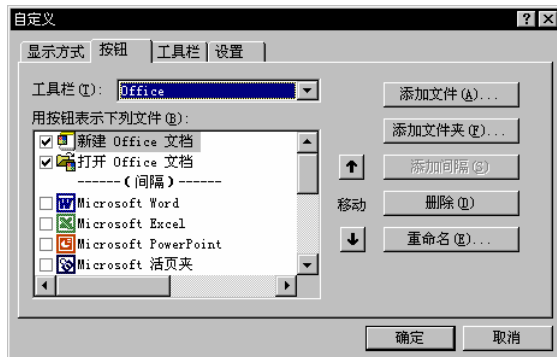 自定义
显示方式 按钮 工具栏 设置
工具栏(T): Office
用按钮表示下列文件(B):
新建 Office 文档
打开 Office 文档
------(间隔)------
Microsoft Word
Microsoft Excel
Microsoft PowerPoint
Microsoft 活页夹
移动
添加文件(A)...
添加文件夹(F)...
添加间隔(S)
删除(D)
重命名(E)...
确定 取消